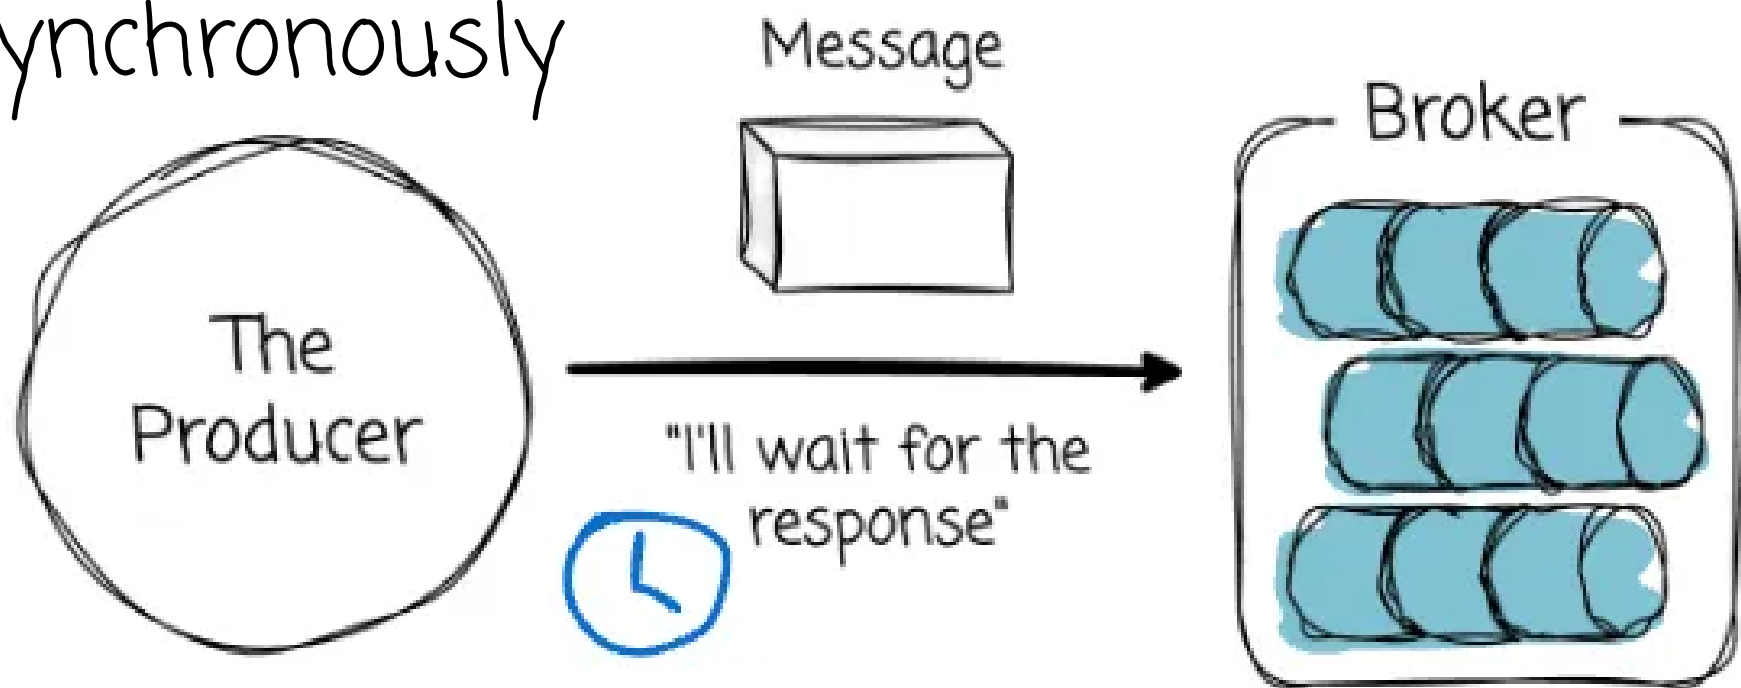 ynchronously
Message
Broker
The
Producer
"I'll wait for the
response"